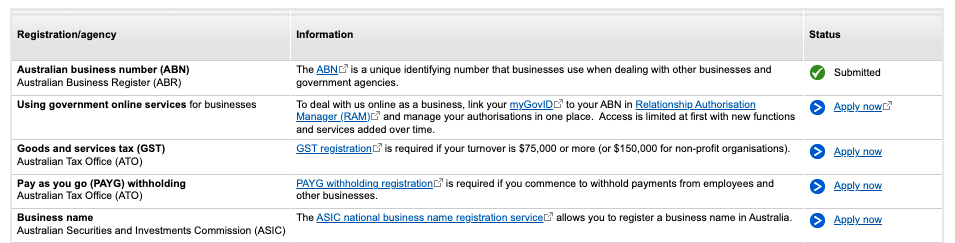 Registration/agency Information Status
Australian business number (ABN)
Australian Business Register (ABR)
The ABN is a unique identifying number that businesses use when dealing with other businesses and
government agencies.
Submitted
Using government online services for businesses
To deal with us online as a business, link your myGovID to your ABN in Relationship Authorisation
Manager (RAM) and manage your authorisations in one place. Access is limited at first with new functions
and services added over time.
Apply now
Goods and services tax (GST)
Australian Tax Office (ATO)
GST registration is required if your turnover is $75,000 or more (or $150,000 for non-profit organisations).
Apply now
Pay as you go (PAYG) withholding
Australian Tax Office (ATO)
PAYG withholding registration is required if you commence to withhold payments from employees and
other businesses.
Apply now
Business name
Australian Securities and Investments Commission (ASIC)
The ASIC national business name registration service allows you to register a business name in Australia.
Apply now